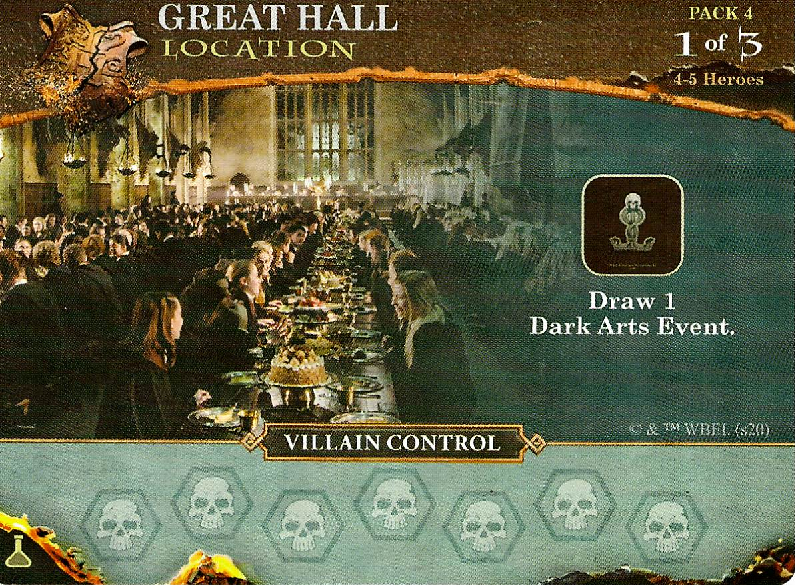 GREAT HALL
LOCATION
PACK 4
1 of 3
4-5 Heroes
Draw 1
Dark Arts Event.
© & ™ WBEI. (s20)
VILLAIN CONTROL